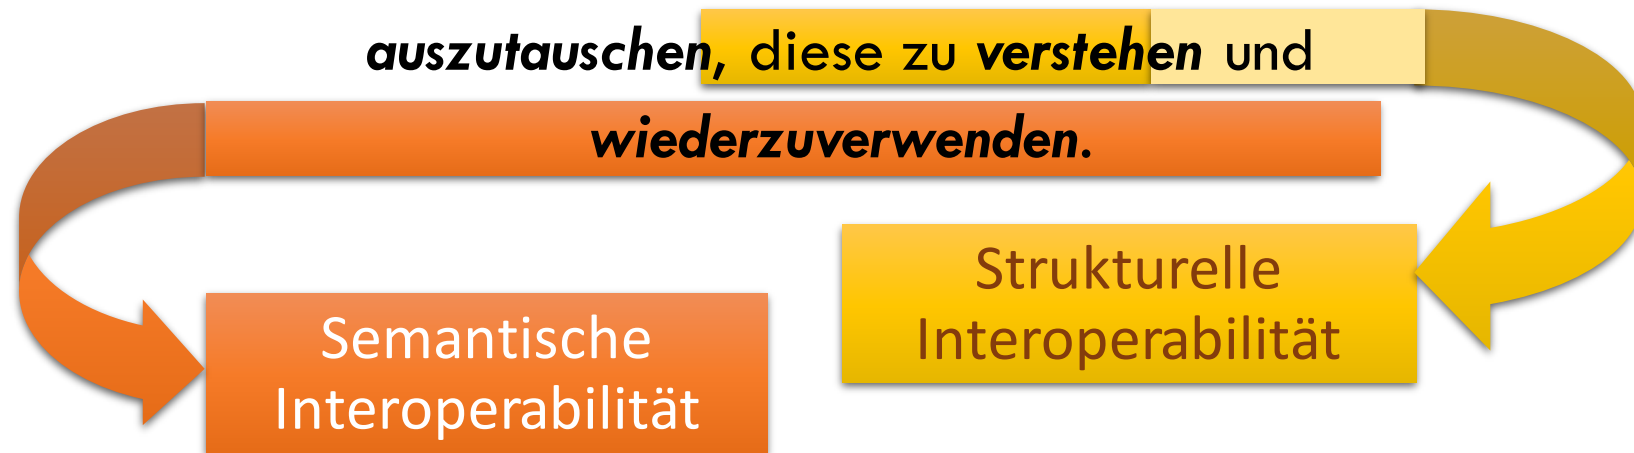 auszutauschen, diese zu verstehen und
wiederzuverwenden.
Strukturelle
Interoperabilität
Semantische
Interoperabilität